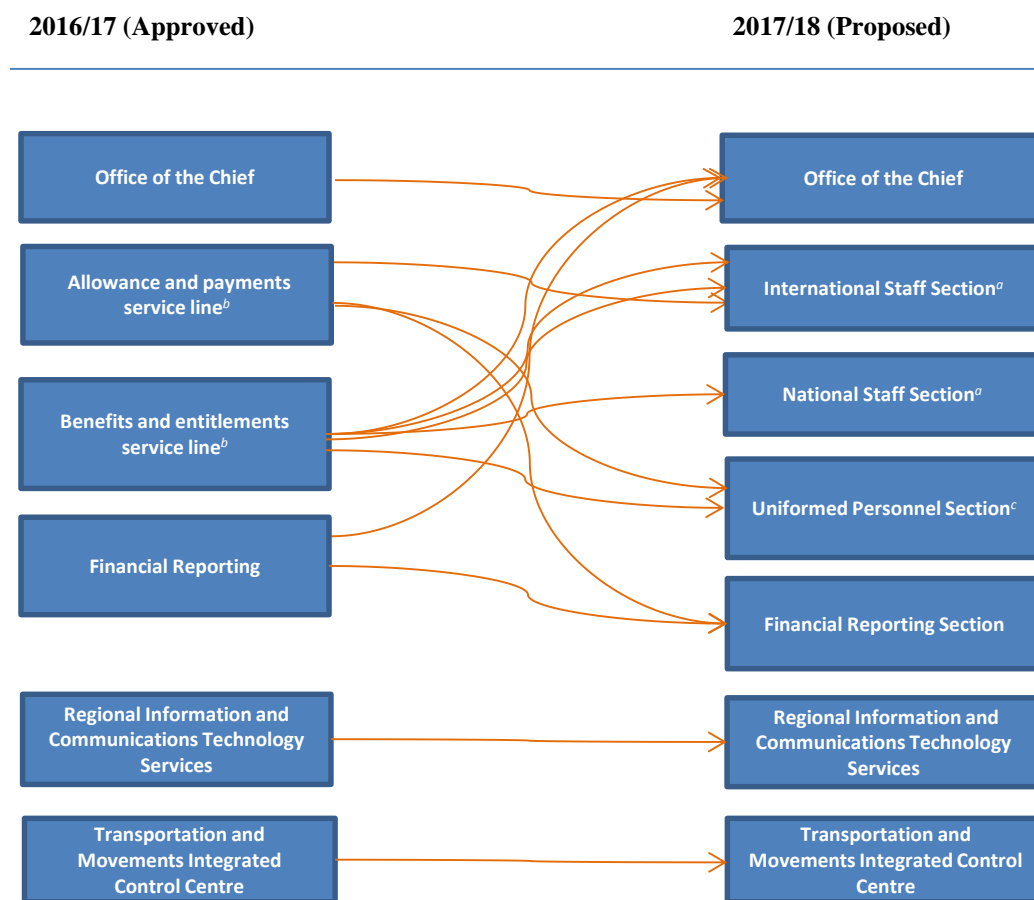 2016/17 (Approved)
2017/18 (Proposed)
Office of the Chief
Allowance and payments
service lineᵇ
Benefits and entitlements
service lineᵇ
Financial Reporting
Regional Information and
Communications Technology
Services
Transportation and
Movements Integrated
Control Centre
Office of the Chief
International Staff Sectionᵃ
National Staff Sectionᵃ
Uniformed Personnel Sectionᶜ
Financial Reporting Section
Regional Information and
Communications Technology
Services
Transportation and
Movements Integrated Control
Centre